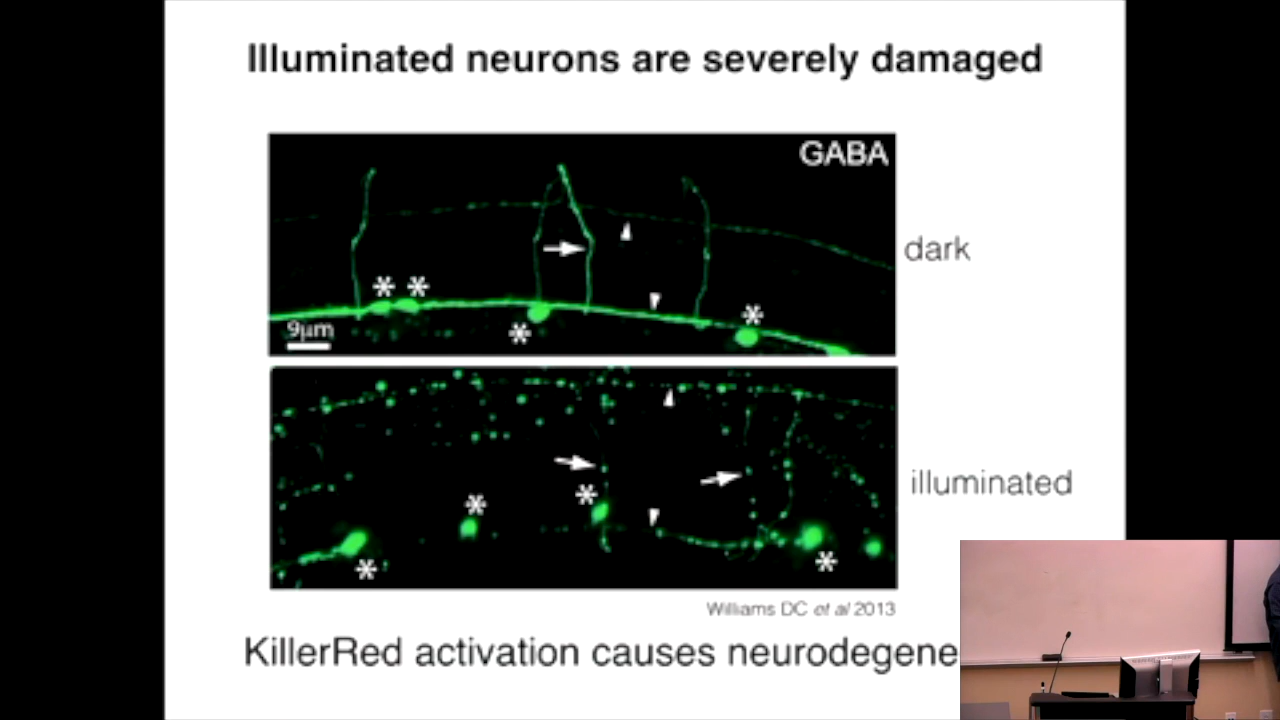 Illuminated neurons are severely damaged
GABA
dark
* *
*
*
9μm
*
*
illuminated
*
*
Williams DC et al 2013
KillerRed activation causes neurodegene